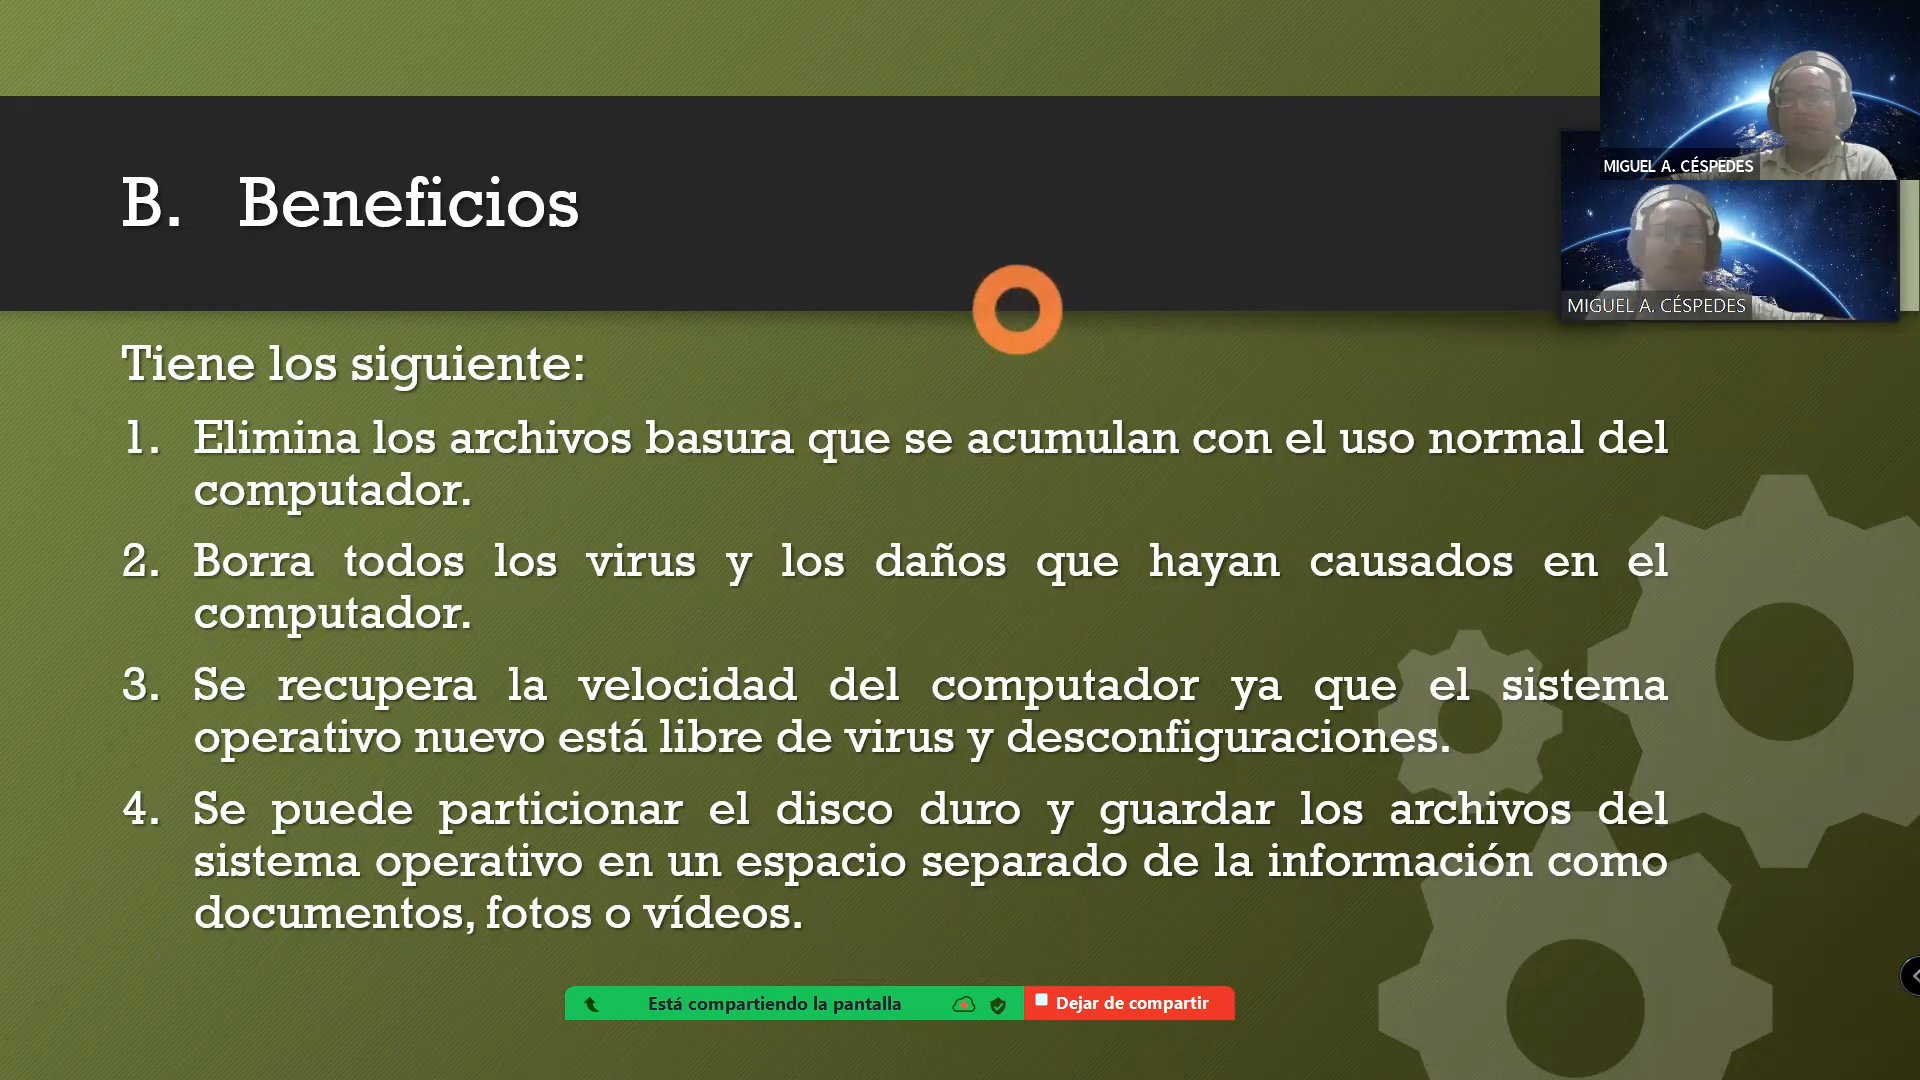 MIGUEL A. CÉSPEDES
B. Beneficios
MIGUEL A. CÉSPEDES
Tiene los siguiente:
1. Elimina los archivos basura que se acumulan con el uso normal del
computador.
2. Borra todos los virus y los daños que hayan causados en el
computador.
3. Se recupera la velocidad del computador ya que el sistema
operativo nuevo está libre de virus y desconfiguraciones.
4. Se puede particionar el disco duro y guardar los archivos del
sistema operativo en un espacio separado de la información como
documentos, fotos o vídeos.
Está compartiendo la pantalla
Dejar de compartir